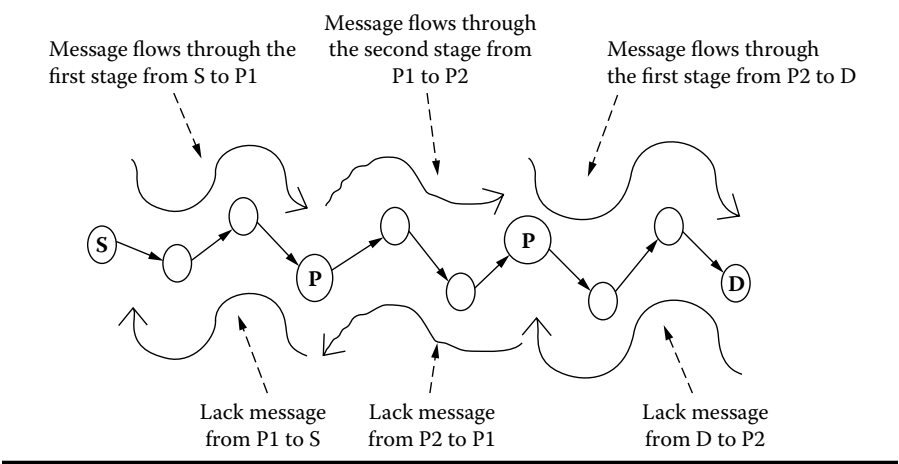 Message flows through the
first stage from S to P1
Message flows through
the second stage from
P1 to P2
Message flows through
the first stage from P2 to D
S
P
P
D
Lack message
from P1 to S
Lack message
from P2 to P1
Lack message
from D to P2